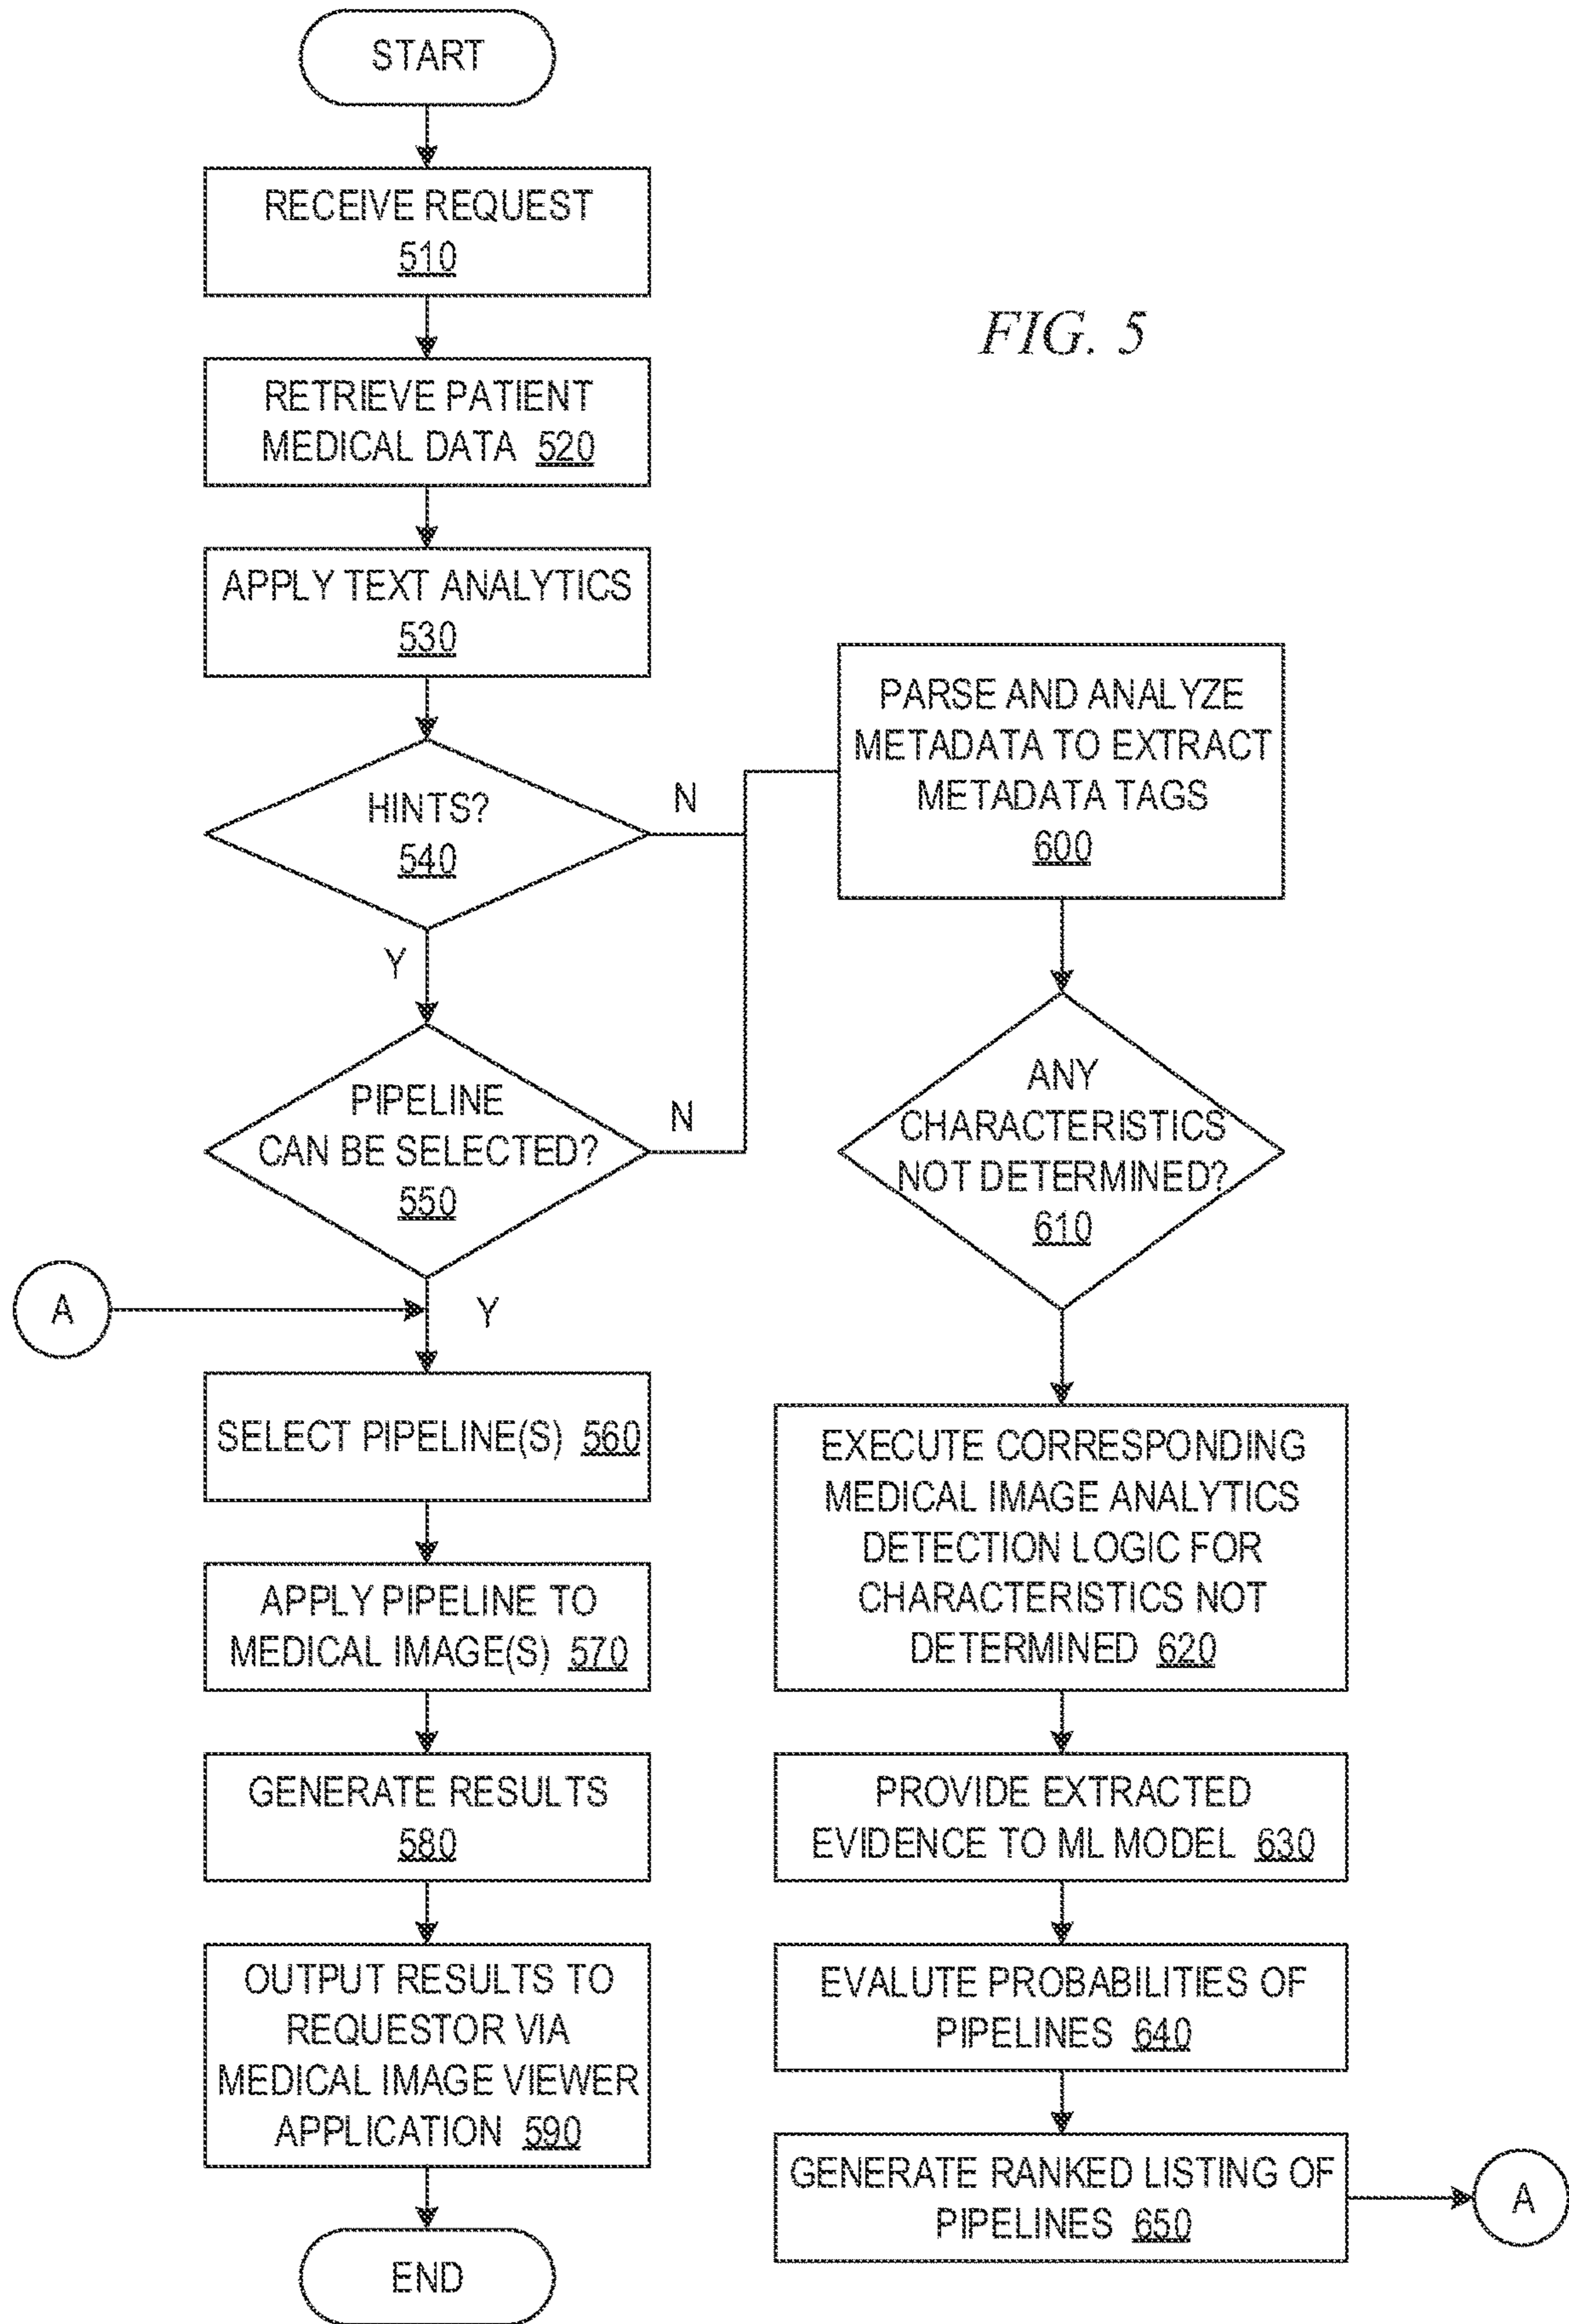 START
RECEIVE REQUEST
510
RETRIEVE PATIENT
MEDICAL DATA 520
APPLY TEXT ANALYTICS
530
HINTS?
540
N
Y
PIPELINE
CAN BE SELECTED?
550
N
A
Y
SELECT PIPELINE(S) 560
APPLY PIPELINE TO
MEDICAL IMAGE(S) 570
GENERATE RESULTS
580
OUTPUT RESULTS TO
REQUESTOR VIA
MEDICAL IMAGE VIEWER
APPLICATION 590
END
FIG. 5
PARSE AND ANALYZE
METADATA TO EXTRACT
METADATA TAGS
600
ANY
CHARACTERISTICS
NOT DETERMINED?
610
EXECUTE CORRESPONDING
MEDICAL IMAGE ANALYTICS
DETECTION LOGIC FOR
CHARACTERISTICS NOT
DETERMINED 620
PROVIDE EXTRACTED
EVIDENCE TO ML MODEL 630
EVALUTE PROBABILITIES OF
PIPELINES 640
GENERATE RANKED LISTING OF
PIPELINES 650
A